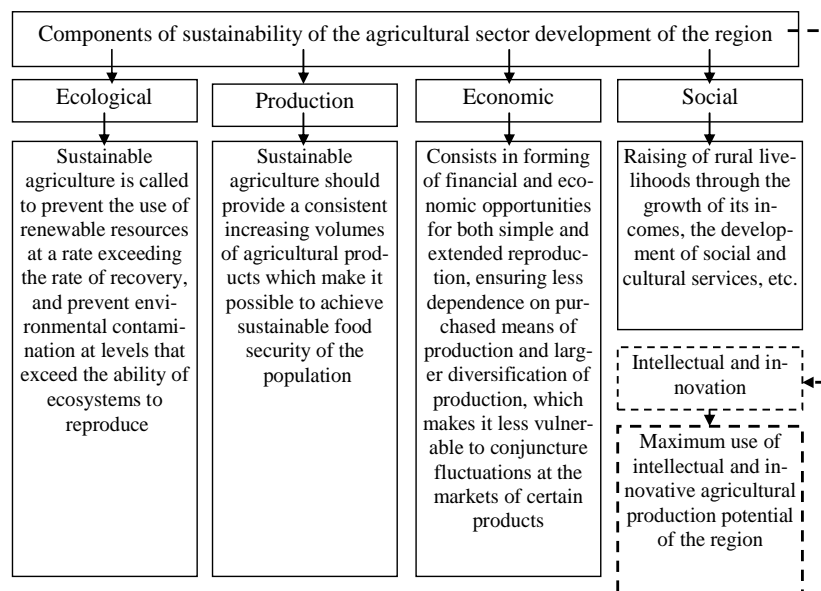 Components of sustainability of the agricultural sector development of the region
Ecological
Production
Economic
Social
Sustainable
agriculture is called
to prevent the use of
renewable resources
at a rate exceeding
the rate of recovery,
and prevent envi-
ronmental contami-
nation at levels that
exceed the ability of
ecosystems to
reproduce
Sustainable
agriculture should
provide a consistent
increasing volumes
of agricultural prod-
ucts which make it
possible to achieve
sustainable food
security of the
population
Consists in forming
of financial and eco-
nomic opportunities
for both simple and
extended reproduc-
tion, ensuring less
dependence on pur-
chased means of
production and larg-
er diversification of
production, which
makes it less vulner-
able to conjuncture
fluctuations at the
markets of certain
products
Raising of rural live-
lihoods through the
growth of its in-
comes, the develop-
ment of social and
cultural services, etc.
Intellectual and in-
novation
Maximum use of
intellectual and in-
novative agricultural
production potential
of the region